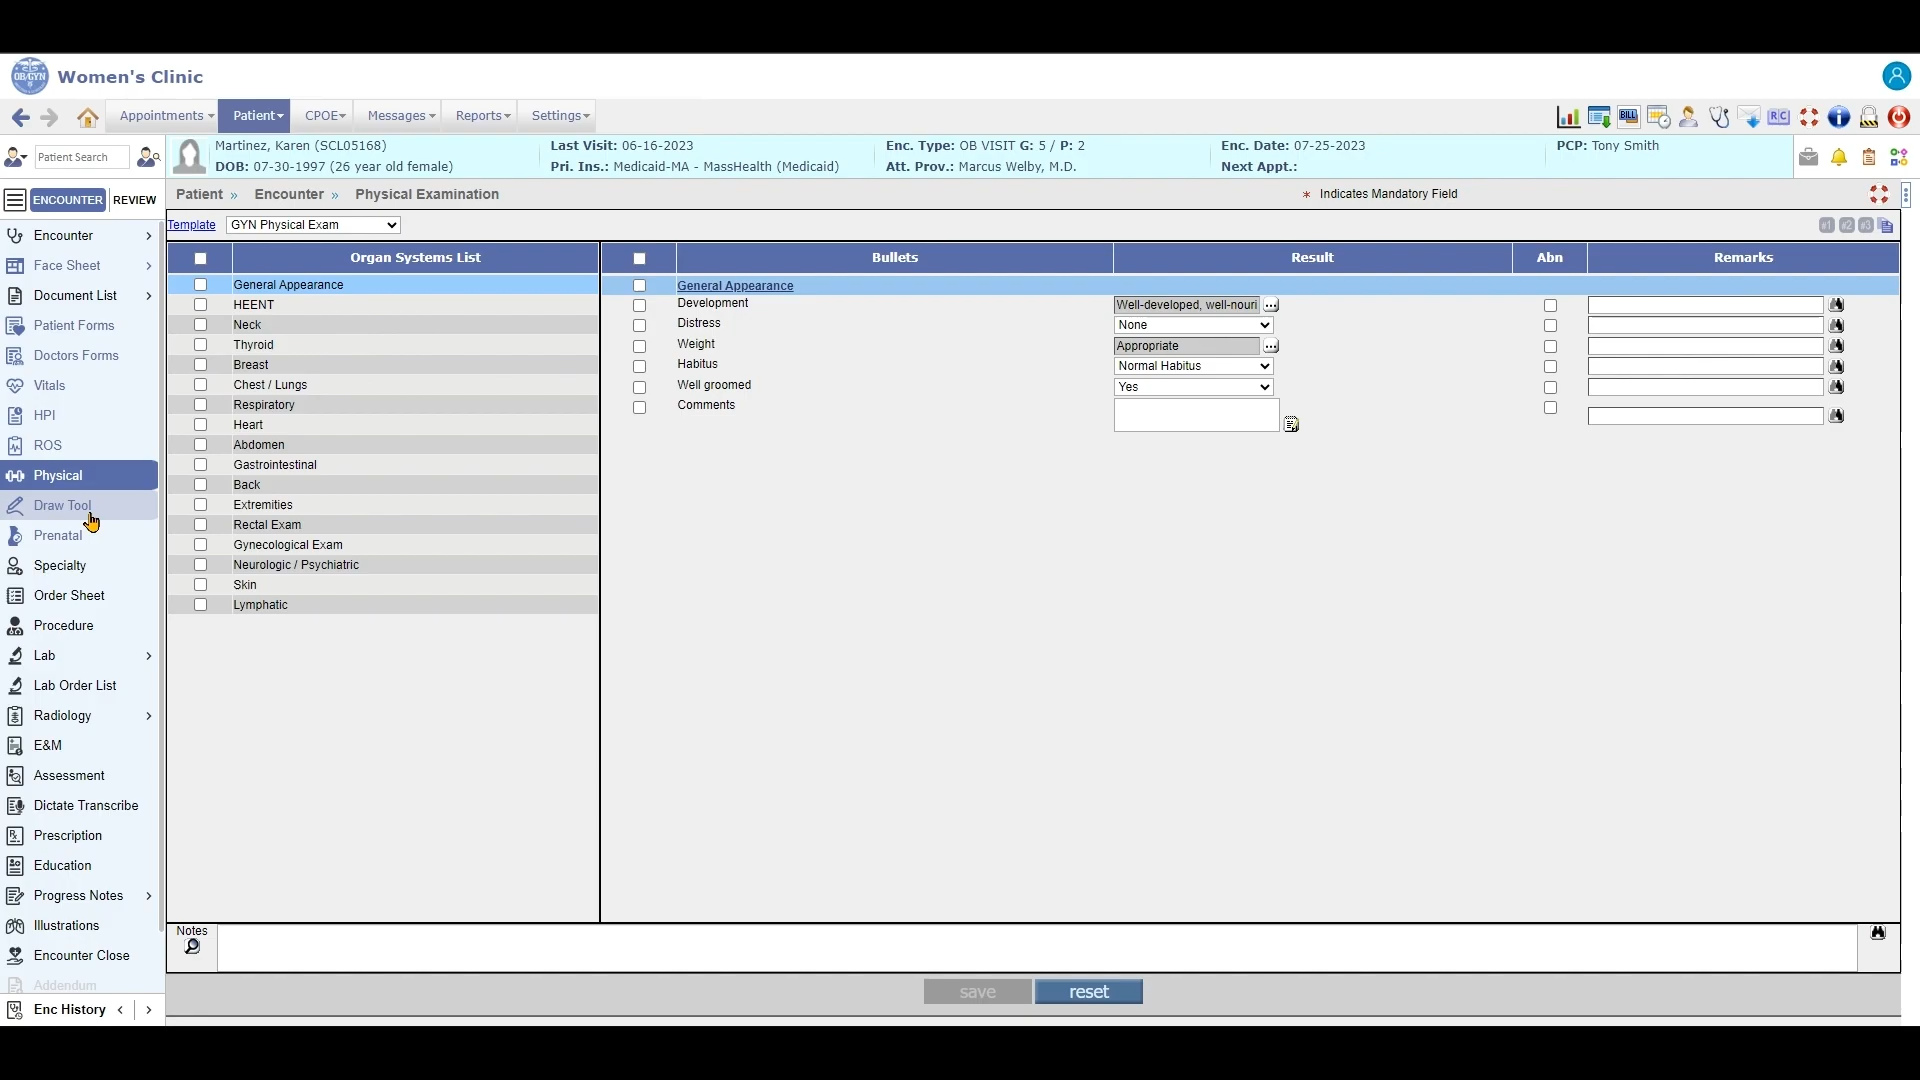 OB/GYN
Women's Clinic
Appointments
Patient
CPOE
Messages
Reports
Settings
BILL
RC
Patient Search
Martinez, Karen (SCL05168)
DOB: 07-30-1997 (26 year old female)
Last Visit: 06-16-2023
Pri. Ins.: Medicaid-MA - MassHealth (Medicaid)
Enc. Type: OB VISIT G: 5 / P: 2
Att. Prov.: Marcus Welby, M.D.
Enc. Date: 07-25-2023
Next Appt.:
PCP: Tony Smith
ENCOUNTER
REVIEW
Patient » Encounter » Physical Examination
* Indicates Mandatory Field
Template
GYN Physical Exam
#1 #2 #3
Encounter
Face Sheet
Document List
Patient Forms
Doctors Forms
Vitals
HPI
ROS
Physical
Draw Tool
Prenatal
Specialty
Order Sheet
Procedure
Lab
Lab Order List
Radiology
E&M
Assessment
Dictate Transcribe
Prescription
Education
Progress Notes
Illustrations
Encounter Close
Addendum
Enc History
Organ Systems List
General Appearance
HEENT
Neck
Thyroid
Breast
Chest / Lungs
Respiratory
Heart
Abdomen
Gastrointestinal
Back
Extremities
Rectal Exam
Gynecological Exam
Neurologic / Psychiatric
Skin
Lymphatic
Bullets Result Abn Remarks
General Appearance
Development Well-developed, well-nouri ...
Distress None
Weight Appropriate ...
Habitus Normal Habitus
Well groomed Yes
Comments
Notes
save
reset